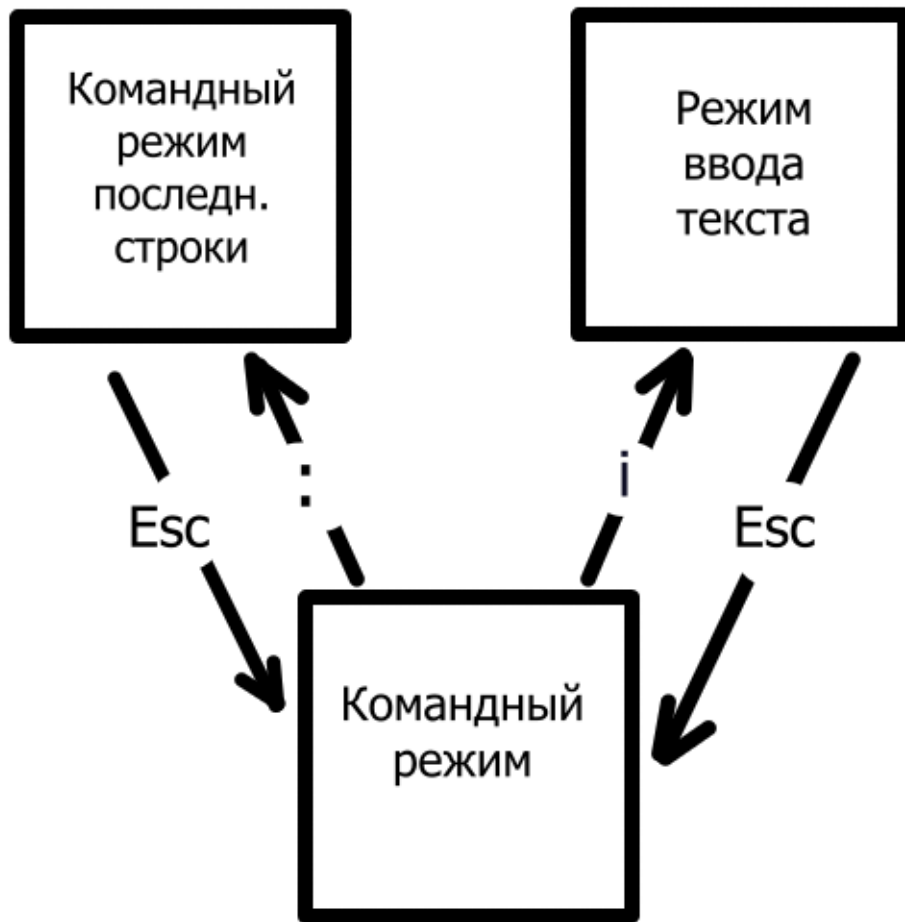 Командный
режим
последн.
строки
Режим
ввода
текста
:
i
Esc
Esc
Командный
режим